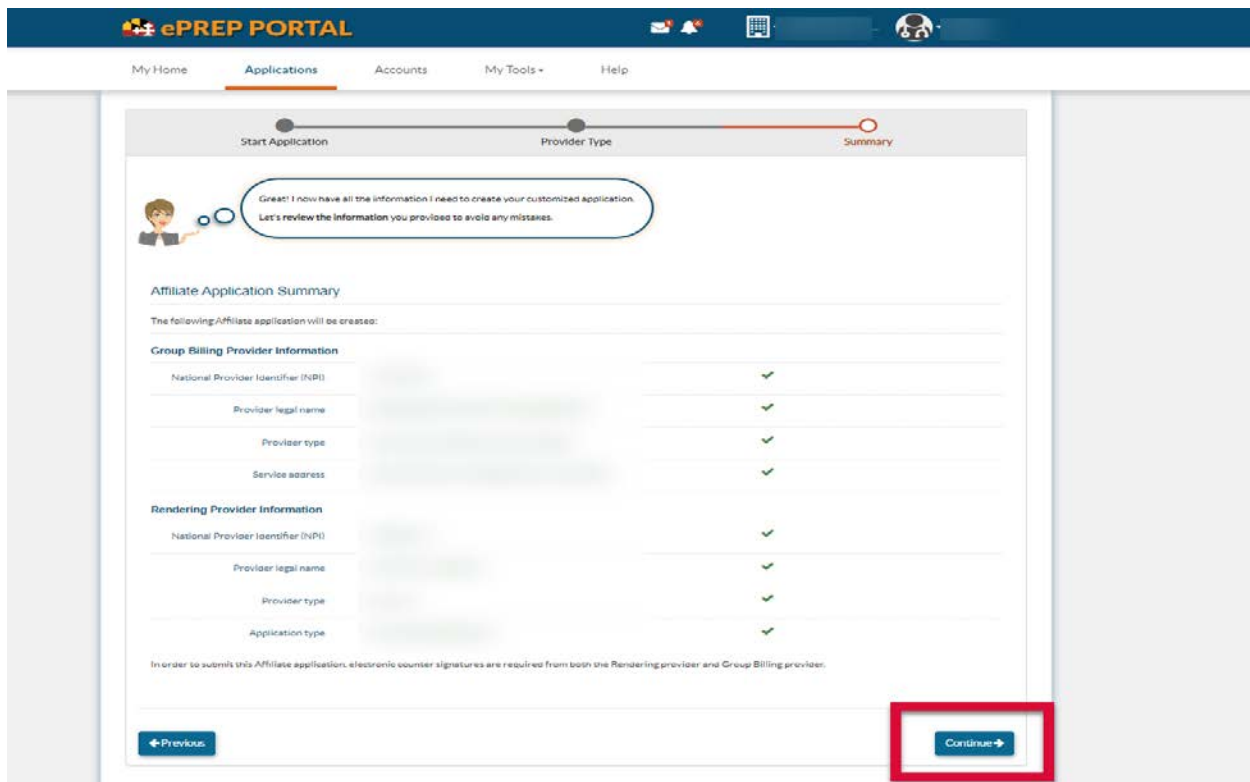 ePREP PORTAL
My Home Applications Accounts My Tools Help
Start Application Provider Type Summary
Great! I now have all the information I need to create your customized application.
Let's review the information you provided to avoid any mistakes.
Affiliate Application Summary
The following Affiliate application will be created:
Group Billing Provider Information
National Provider Identifier (NPI)
Provider legal name
Provider type
Service address
Rendering Provider Information
National Provider Identifier (NPI)
Provider legal name
Provider type
Application type
In order to submit this Affiliate application, electronic counter signatures are required from both the Rendering provider and Group Billing provider.
Previous Continue